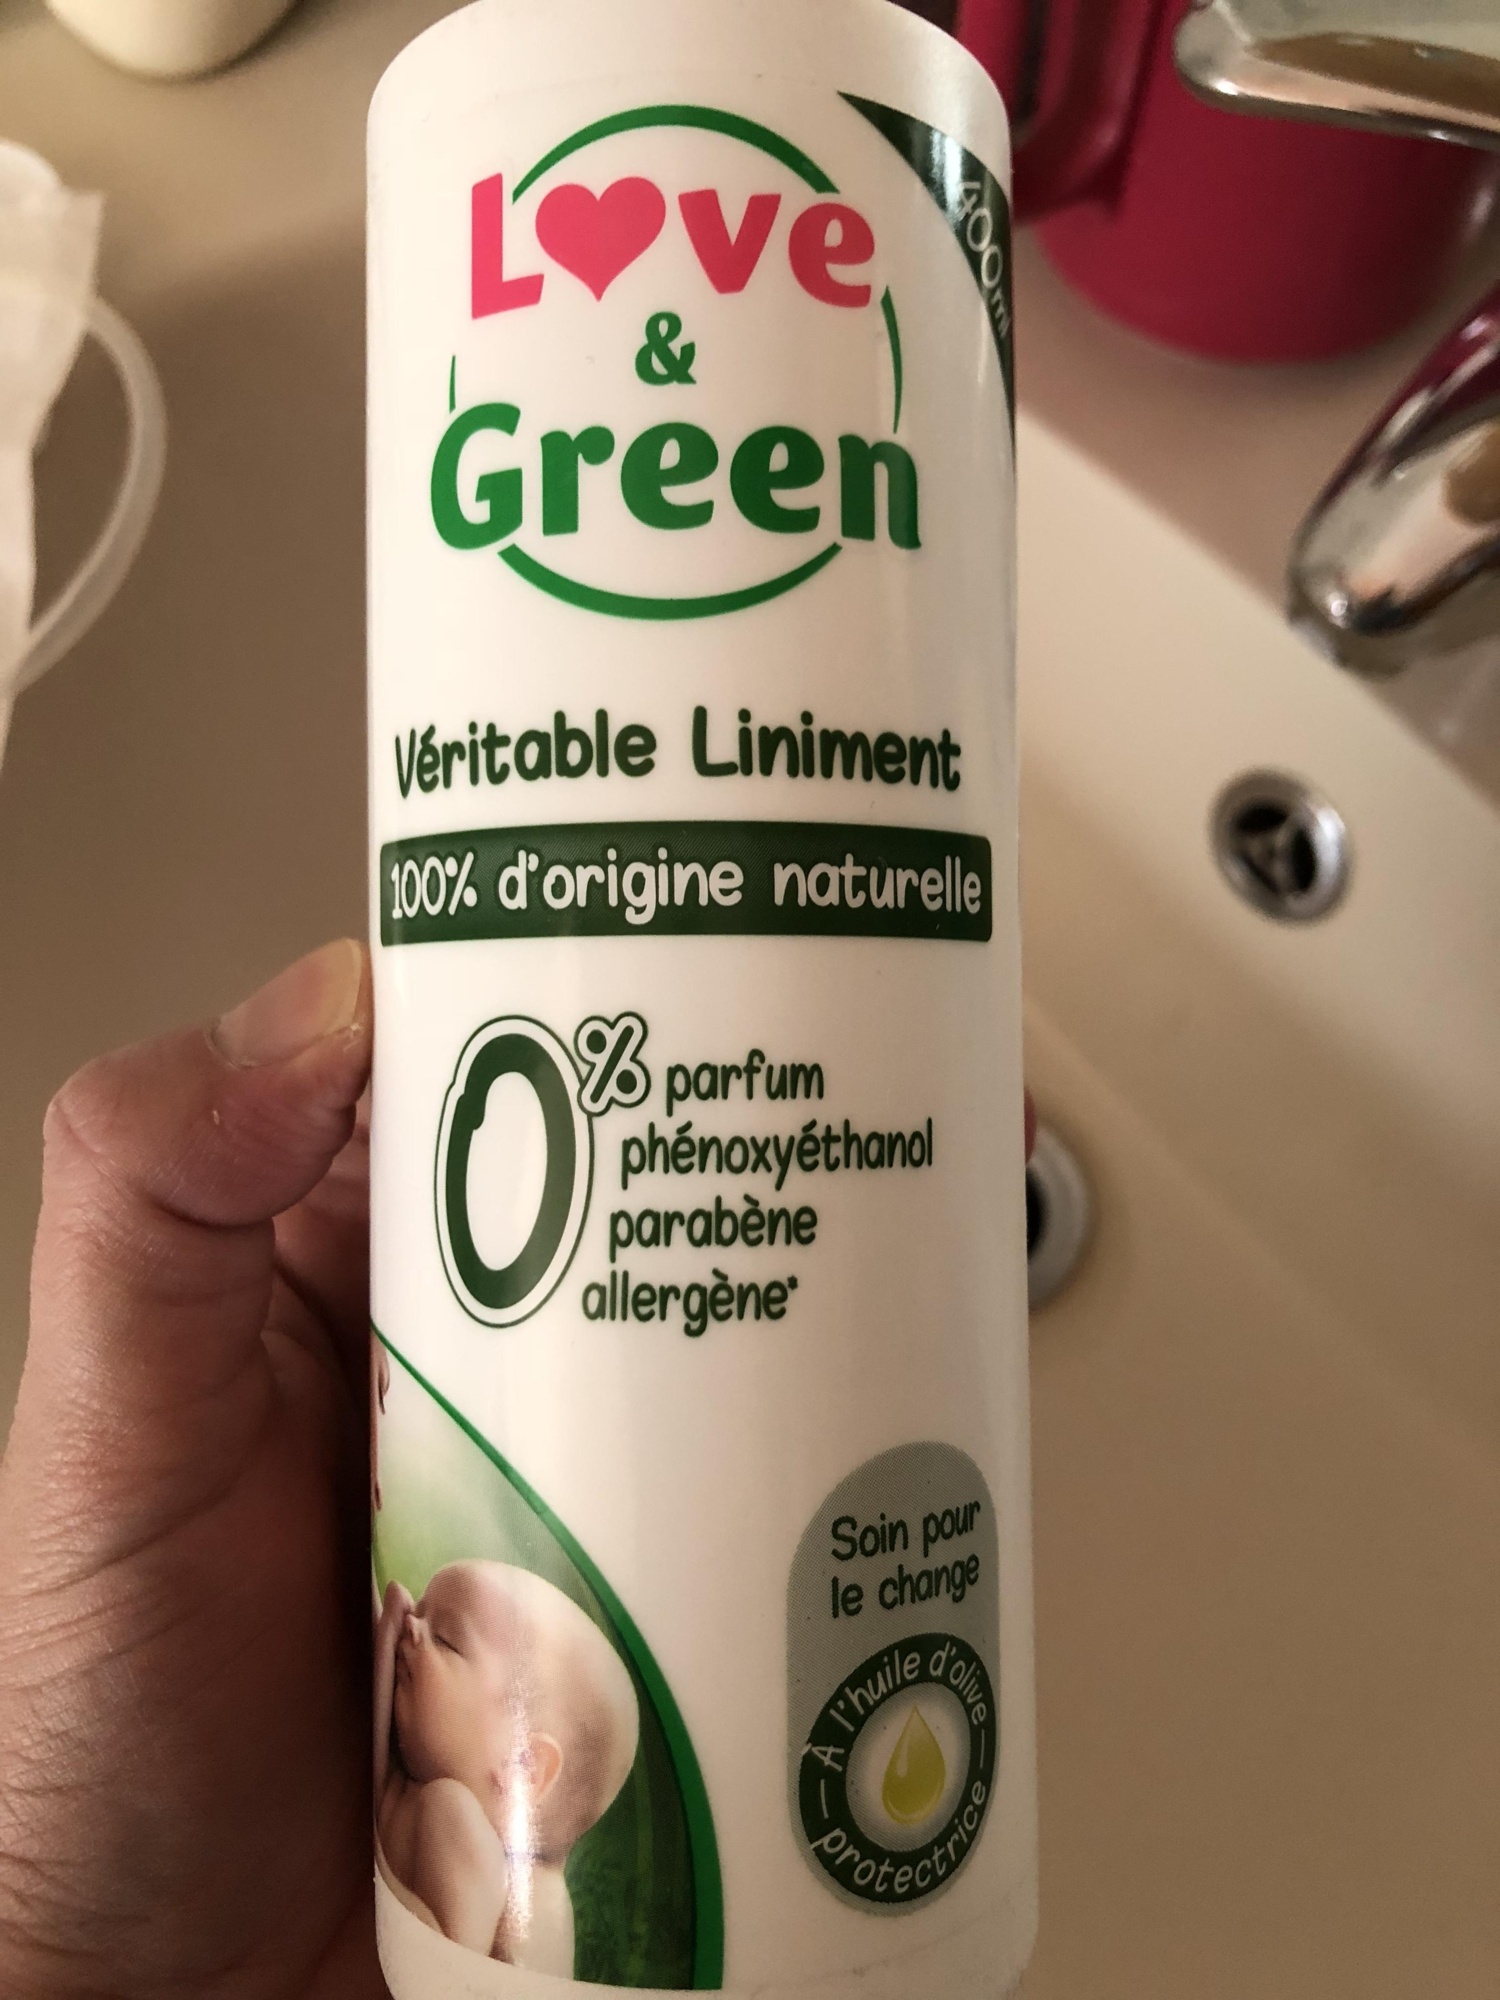 400ml
L♥ve
&
Green
Véritable Liniment
100% d'origine naturelle
0% parfum
phénoxyéthanol
parabène
allergène*
Soin pour
le change
À l'huile d'olive
protectrice